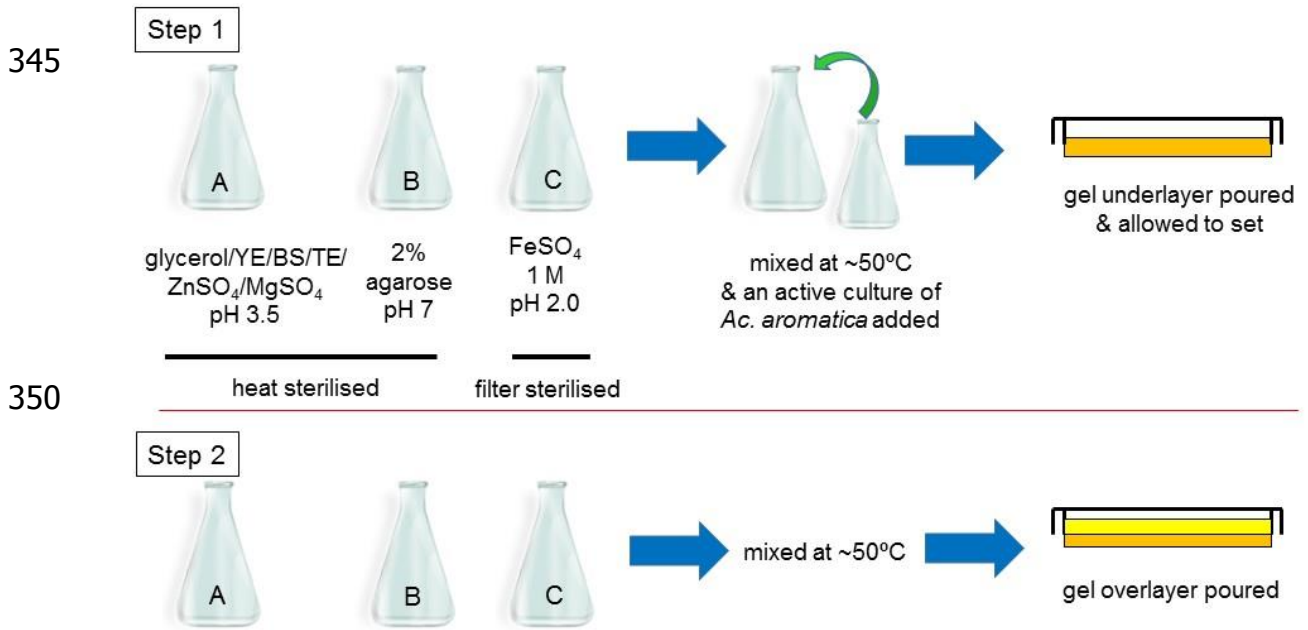 Step 1
345
A
B
C
glycerol/YE/BS/TE/
ZnSO₄/MgSO₄
pH 3.5
2%
agarose
pH 7
FeSO₄
1 M
pH 2.0
mixed at ~50ºC
& an active culture of
Ac. aromatica added
gel underlayer poured
& allowed to set
heat sterilised
filter sterilised
350
Step 2
A
B
C
mixed at ~50ºC
gel overlayer poured